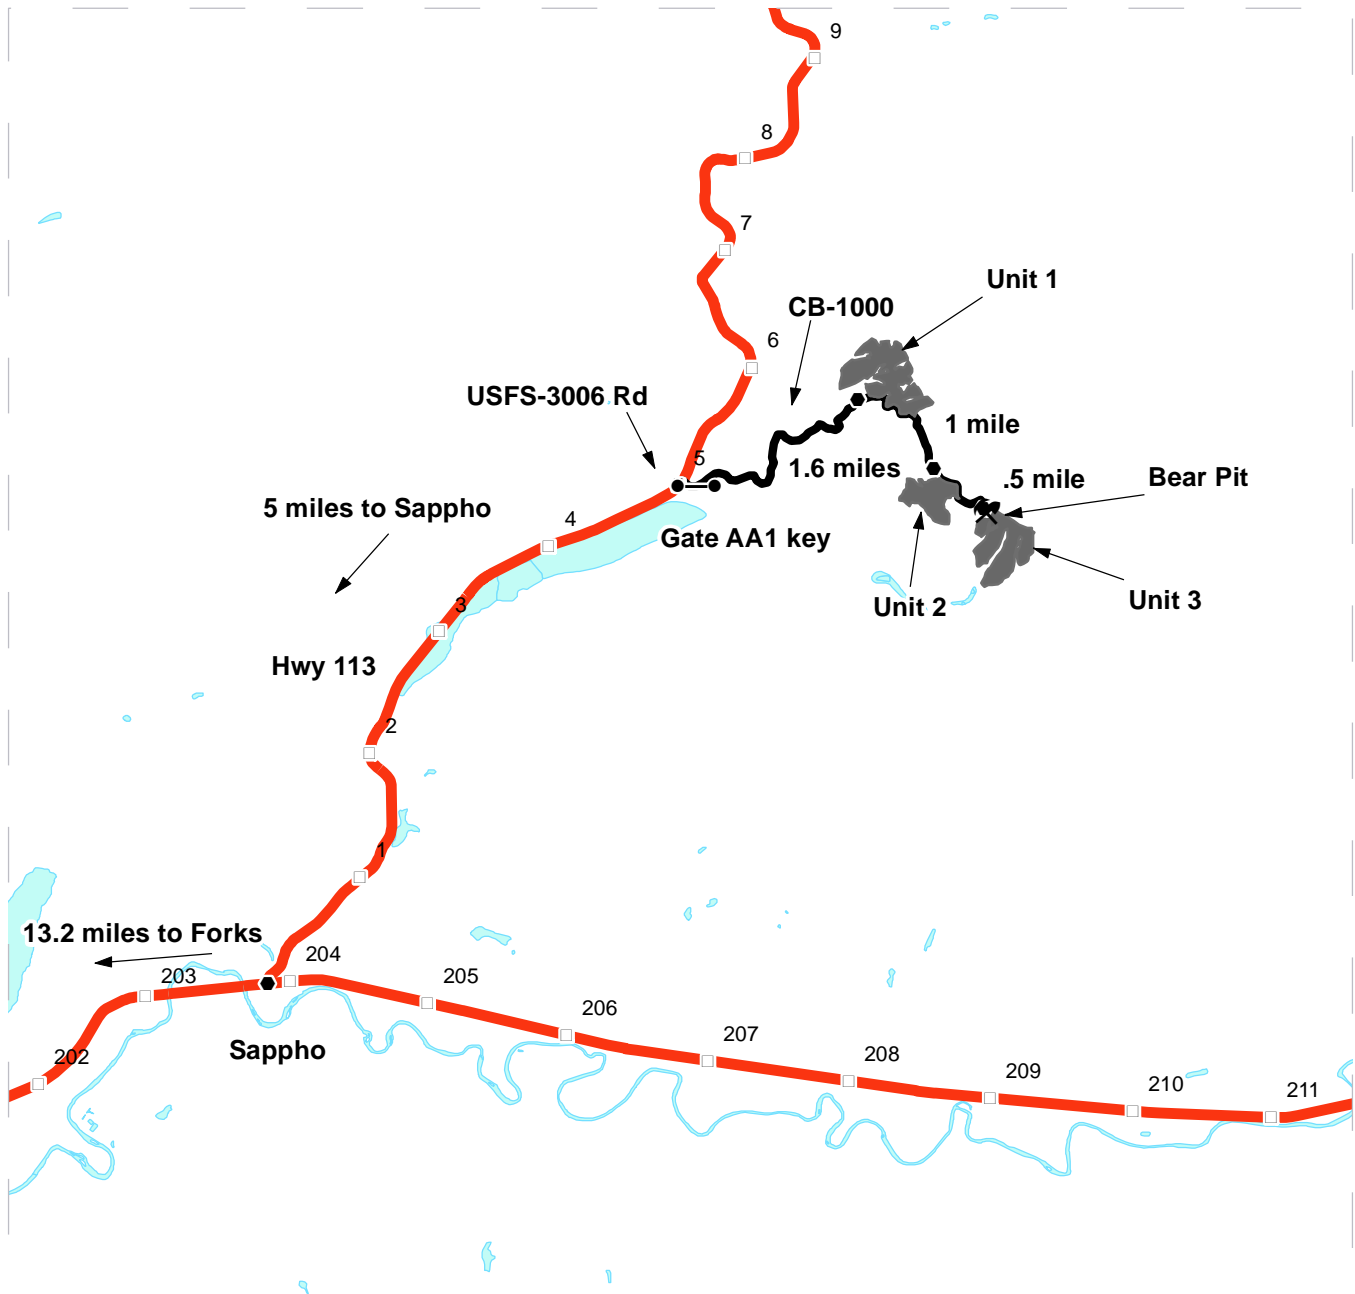 9
8
7
Unit 1
CB-1000
6
USFS-3006 Rd
1 mile
5
1.6 miles
Bear Pit
.5 mile
5 miles to Sappho
4
Gate AA1 key
Unit 2
Unit 3
3
Hwy 113
2
1
13.2 miles to Forks
204
203
205
206
Sappho
207
202
208
209
210
211